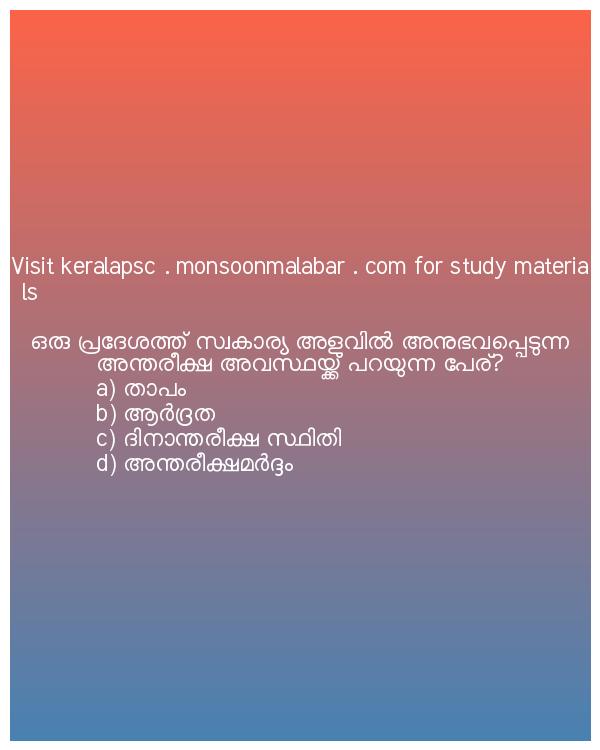 Visit keralapsc . monsoonmalabar . com for study materia
ls
ഒരു പ്രദേശത്ത് സ്വകാര്യ അളവിൽ അനുഭവപ്പെടുന്ന
അന്തരീക്ഷ അവസ്ഥയ്ക്ക് പറയുന്ന പേര്?
a) താപം
b) ആർദ്രത
c) ദിനാന്തരീക്ഷ സ്ഥിതി
d) അന്തരീക്ഷമർദ്ദം